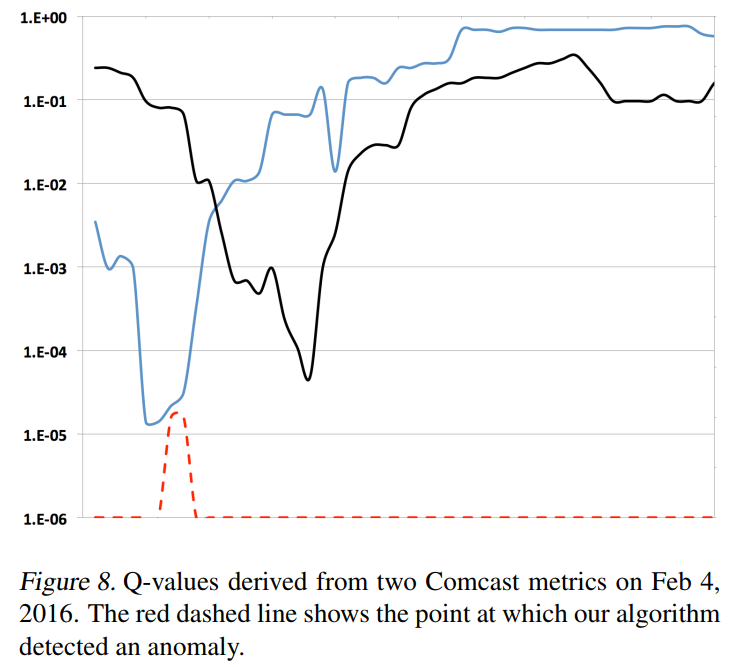 1.E+00
1.E-01
1.E-02
1.E-03
1.E-04
1.E-05
1.E-06
Figure 8. Q-values derived from two Comcast metrics on Feb 4,
2016. The red dashed line shows the point at which our algorithm
detected an anomaly.